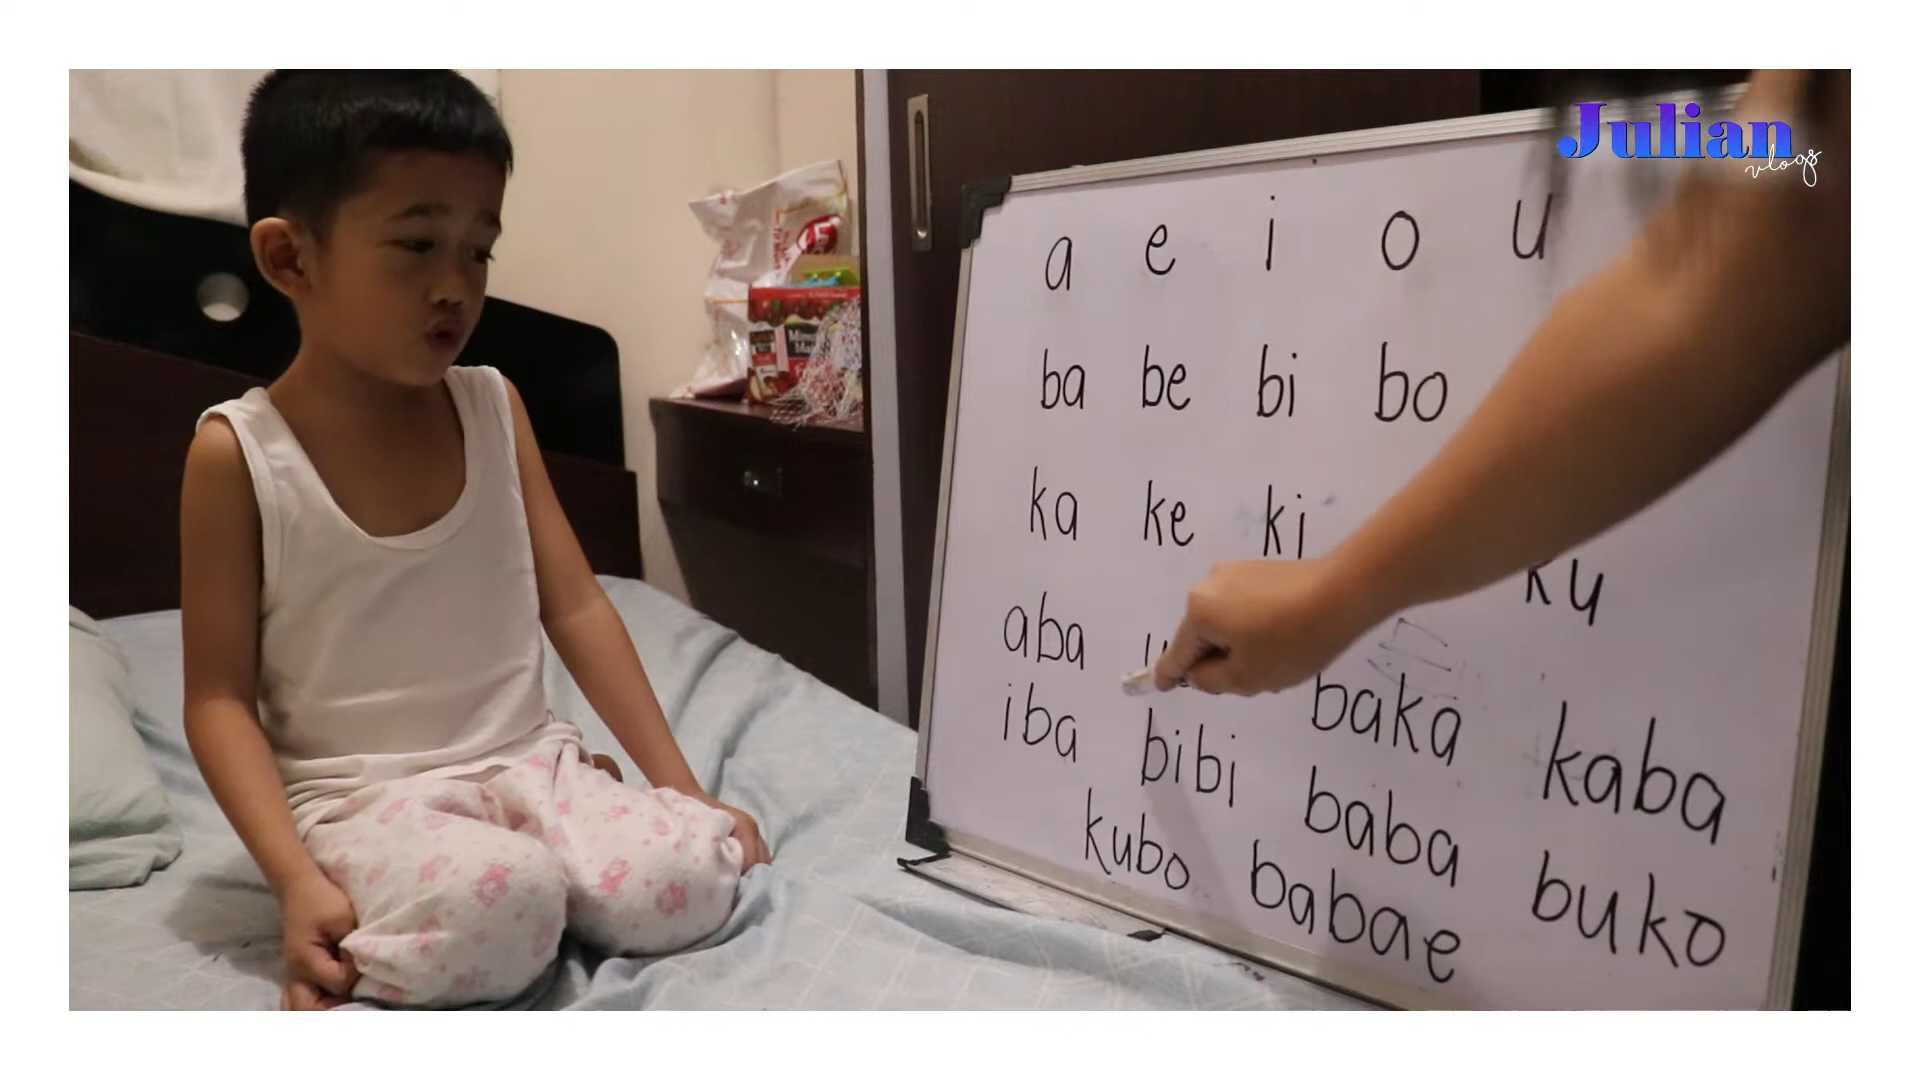 Julian
vlogs
a e i o u
ba be bi bo
ka ke ki ku
aba baka kaba
iba bibi baba buko
kubo babae